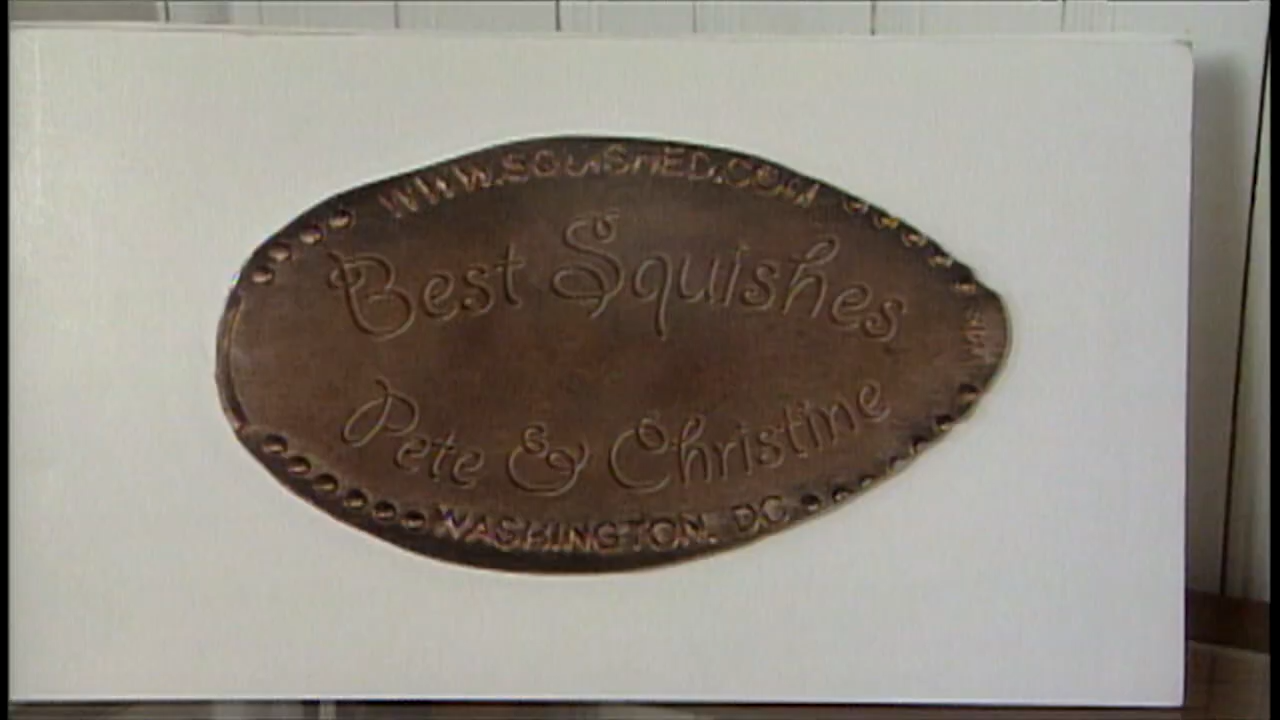 WWW.SQUISHED.COM
Best Squishes
Pete & Christine
WASHINGTON, DC